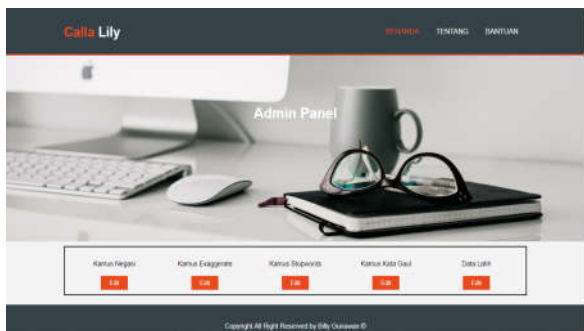 Calla Lily
BERANDA TENTANG BANTUAN
Admin Panel
Kamus Negasi Kamus Exaggerate Kamus Stopwords Kamus Kata Gaul Data Latih
Edit Edit Edit Edit Edit
Copyright All Right Reserved by Billy Gunawan ©